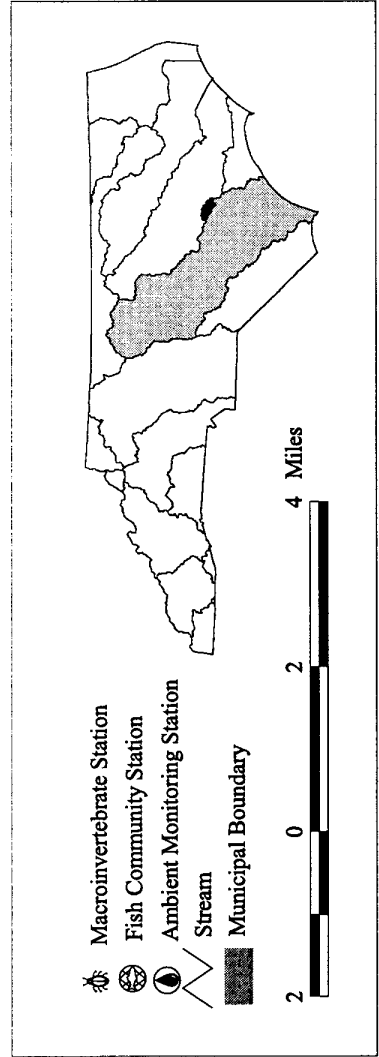 Macroinvertebrate Station
Fish Community Station
Ambient Monitoring Station
Stream
Municipal Boundary
2 0 2 4 Miles